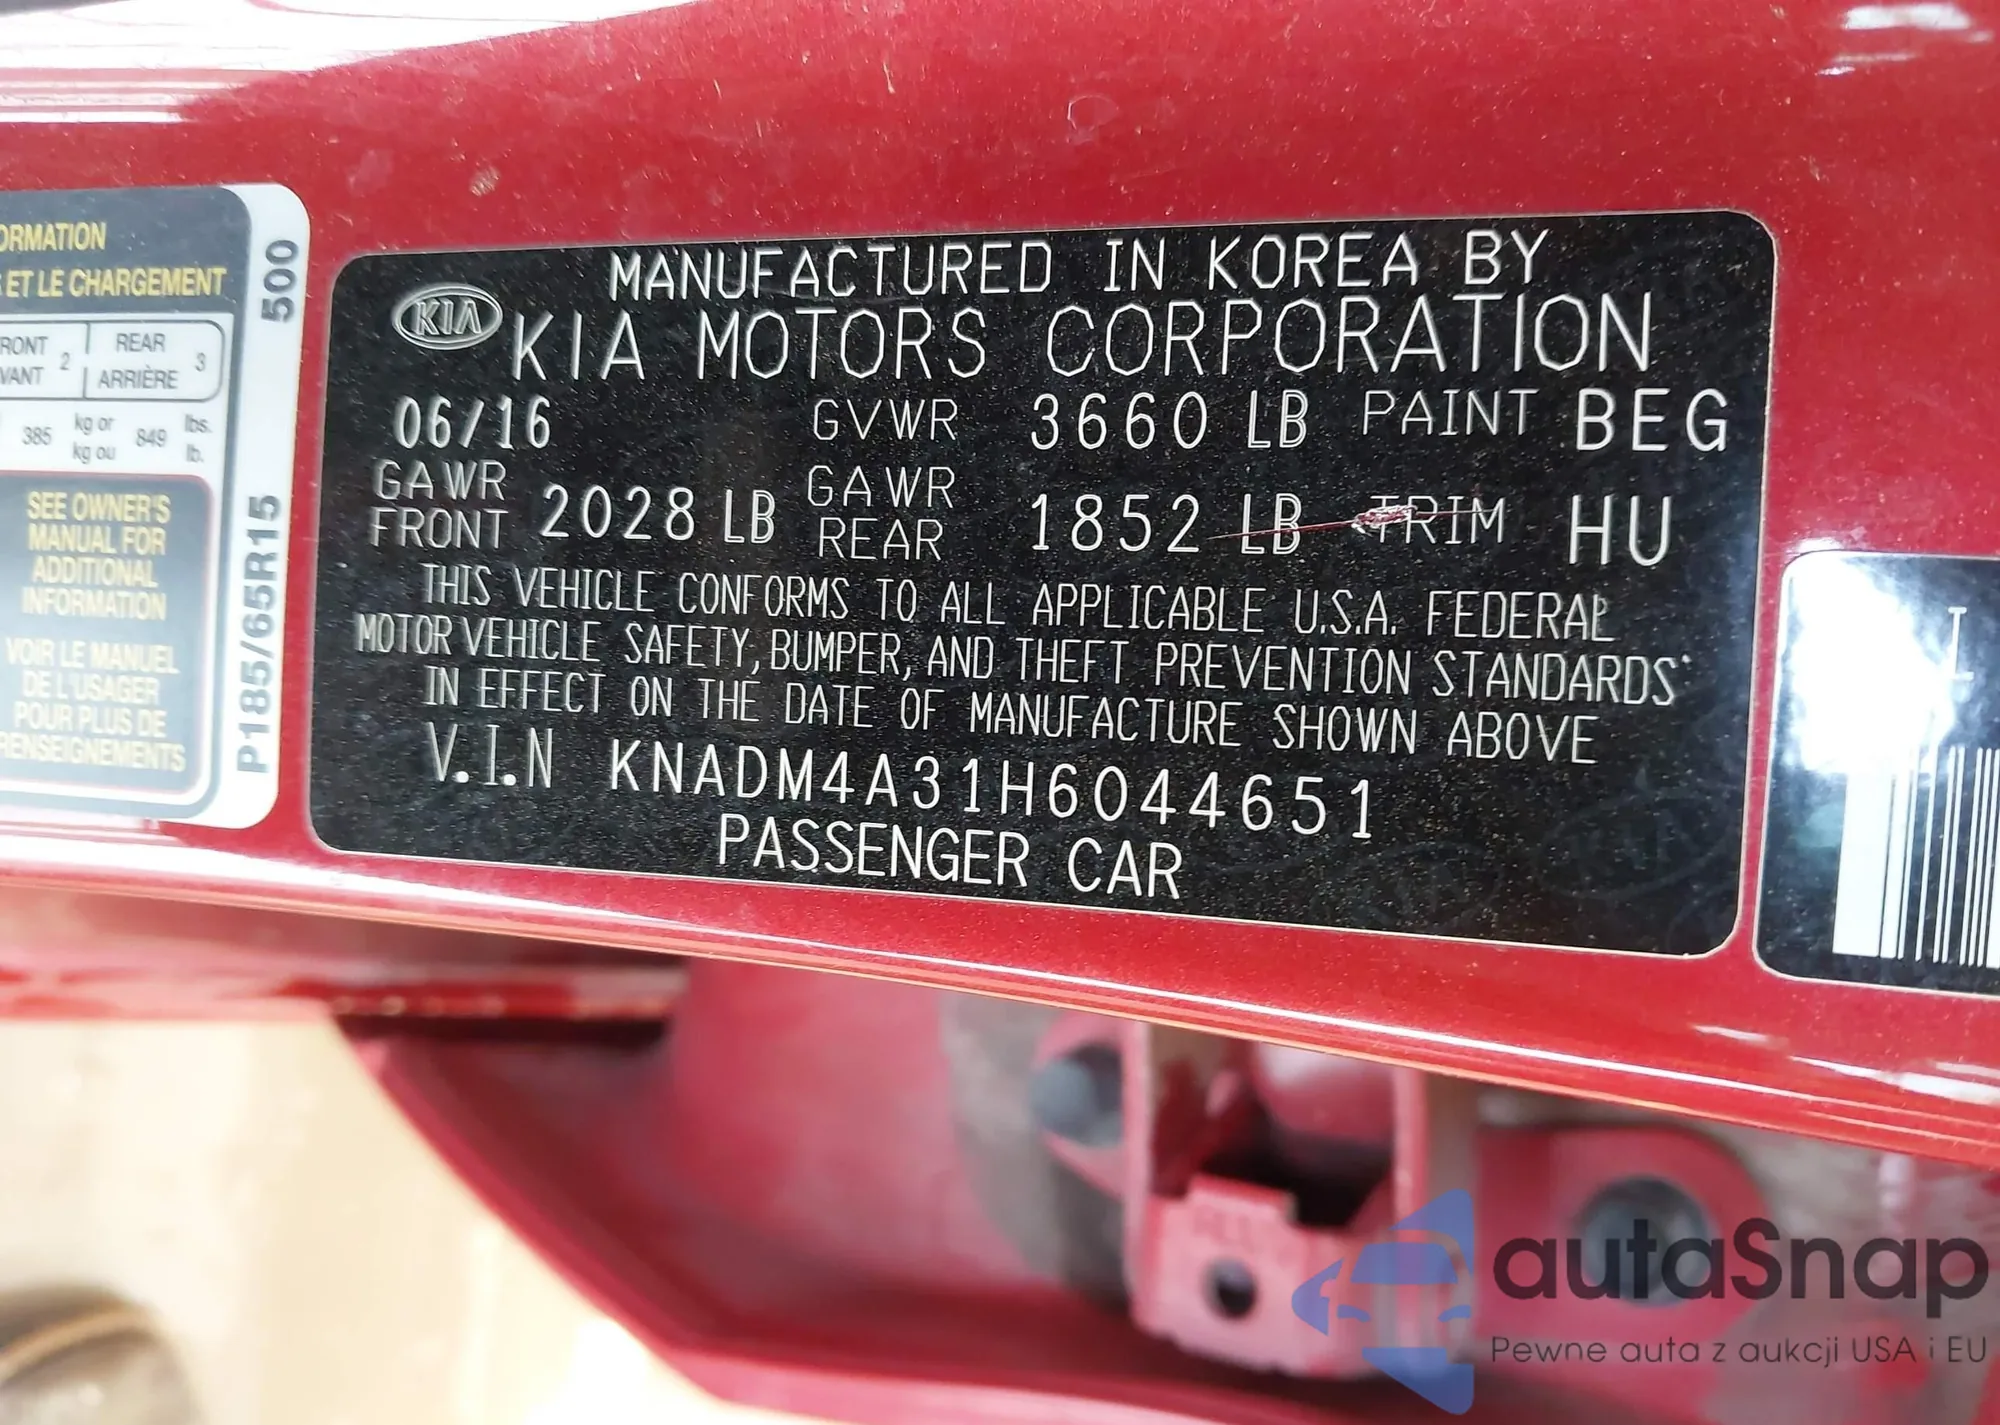 ORMATION
ET LE CHARGEMENT
RONT
VANT
2
REAR
ARRIÈRE
3
385
kg or
kg ou
849
lbs.
lb.
SEE OWNER'S
MANUAL FOR
ADDITIONAL
INFORMATION
VOIR LE MANUEL
DE L'USAGER
POUR PLUS DE
RENSEIGNEMENTS
P185/65R15 500
MANUFACTURED IN KOREA BY
KIA KIA MOTORS CORPORATION
06/16 GVWR 3660 LB PAINT BEG
GAWR FRONT 2028 LB GAWR REAR 1852 LB TRIM HU
THIS VEHICLE CONFORMS TO ALL APPLICABLE U.S.A. FEDERAL
MOTOR VEHICLE SAFETY, BUMPER, AND THEFT PREVENTION STANDARDS
IN EFFECT ON THE DATE OF MANUFACTURE SHOWN ABOVE
V.I.N KNADM4A31H6044651
PASSENGER CAR
autaSnap
Pewne auta z aukcji USA i EU